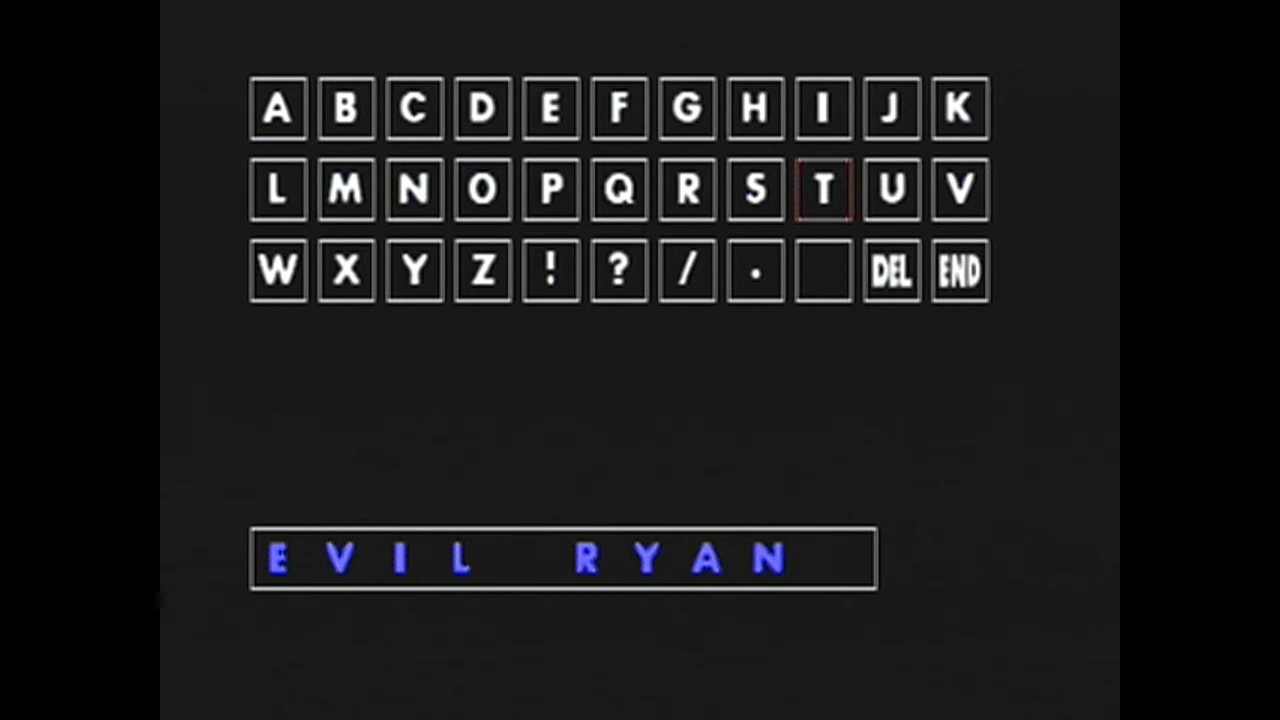 A B C D E F G H I J K
L M N O P Q R S T U V
W X Y Z ! ? / . DEL END
EVIL RYAN